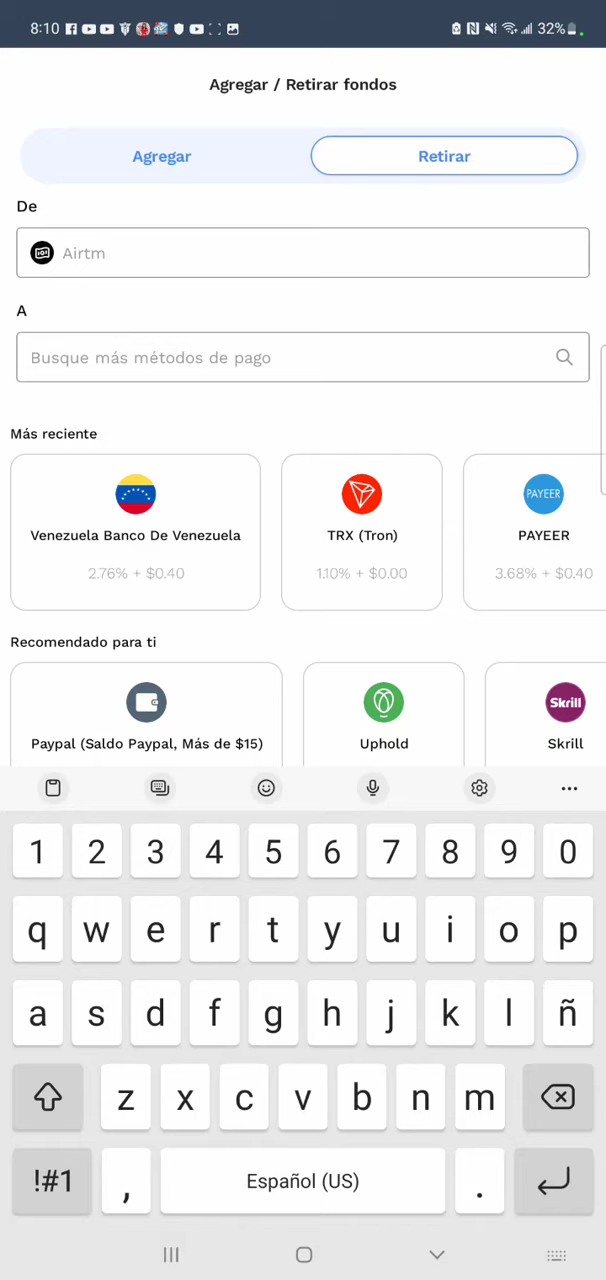 8:10 32%
Agregar / Retirar fondos
Agregar Retirar
De
Airtm
A
Busque más métodos de pago
Más reciente
PAYEER
Venezuela Banco De Venezuela TRX (Tron) PAYEER
2.76% + $0.40 1.10% + $0.00 3.68% + $0.40
Recomendado para ti
Skrill
Paypal (Saldo Paypal, Más de $15) Uphold Skrill
1 2 3 4 5 6 7 8 9 0
q w e r t y u i o p
a s d f g h j k l ñ
z x c v b n m
!#1 , Español (US) .